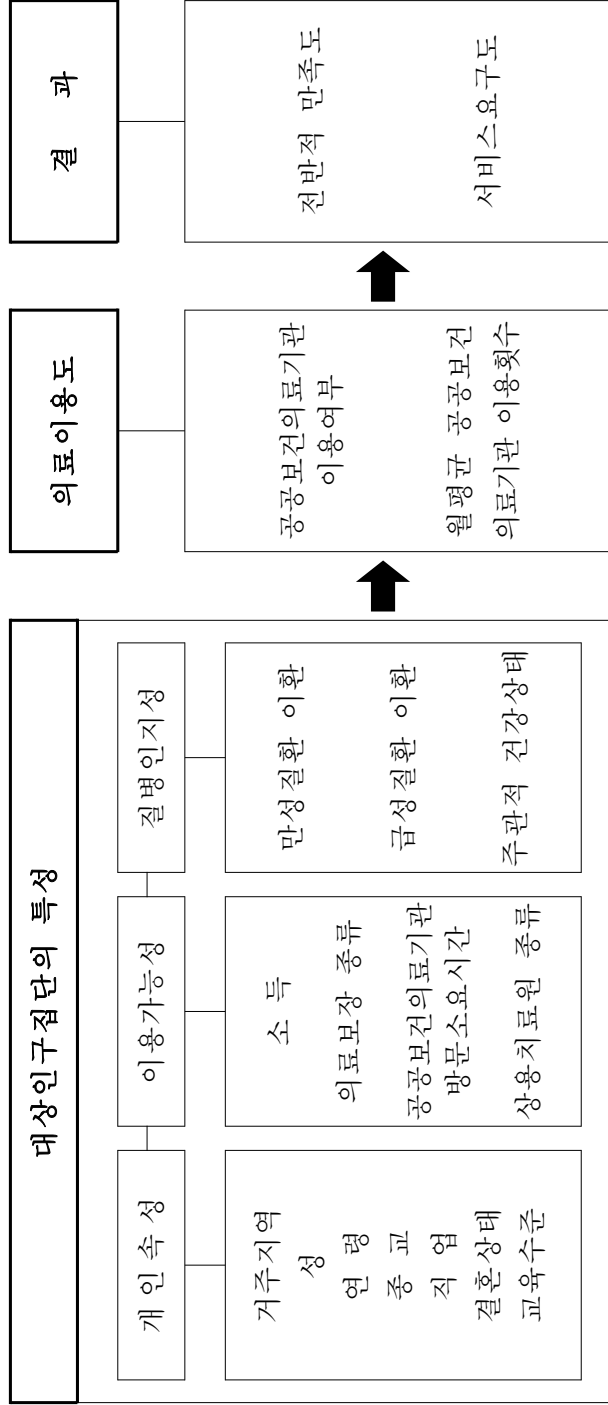 대상인구집단의 특성
개 인 속 성
거주지역
성
연 령
종 교
직 업
결혼상태
교육수준
이용가능성
소 득
의료보장 종류
공공보건의료기관
방문소요시간
상용치료원 종류
질병인지성
만성질환 이환
급성질환 이환
주관적 건강상태
의료이용도
공공보건의료기관
이용여부
월평균 공공보건
의료기관 이용횟수
결 과
전반적 만족도
서비스요구도